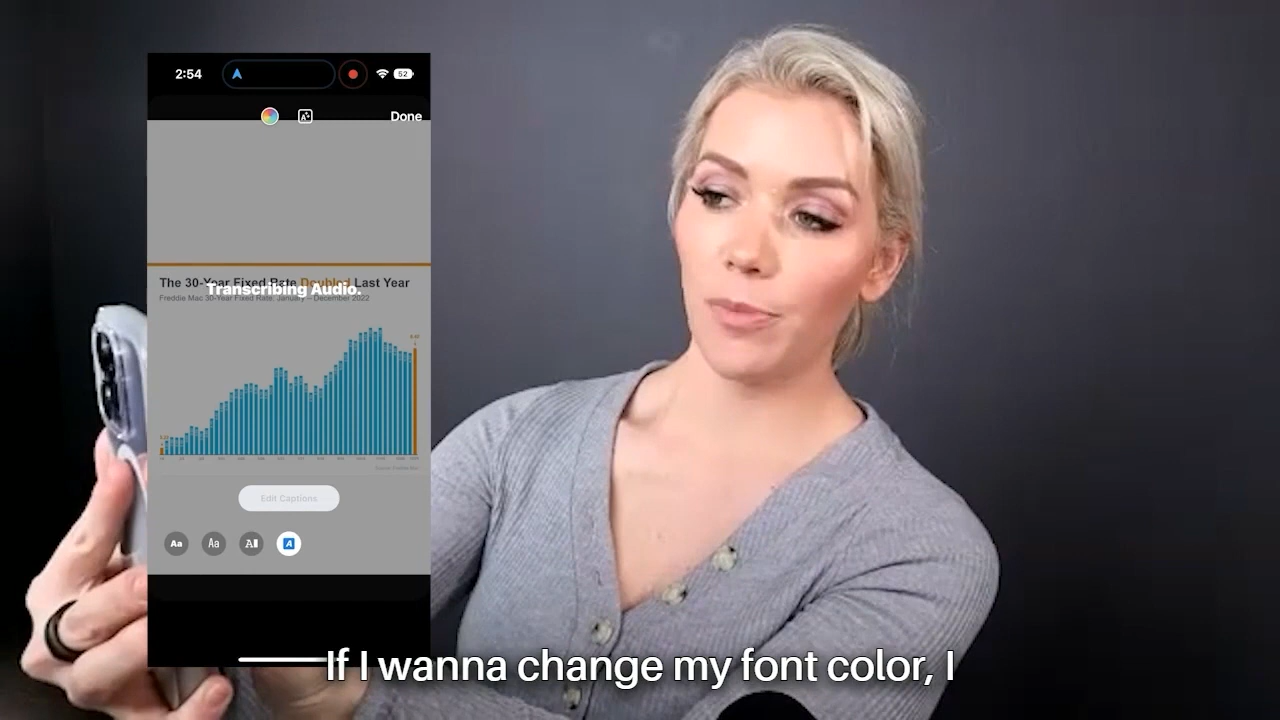 2:54
52
Done
The 30-Year Fixed Rate Doubled Last Year
Transcribing Audio.
Freddie Mac 30-Year Fixed Rate: January – December 2022
Edit Captions
Aa
Aa
A
A
If I wanna change my font color, I